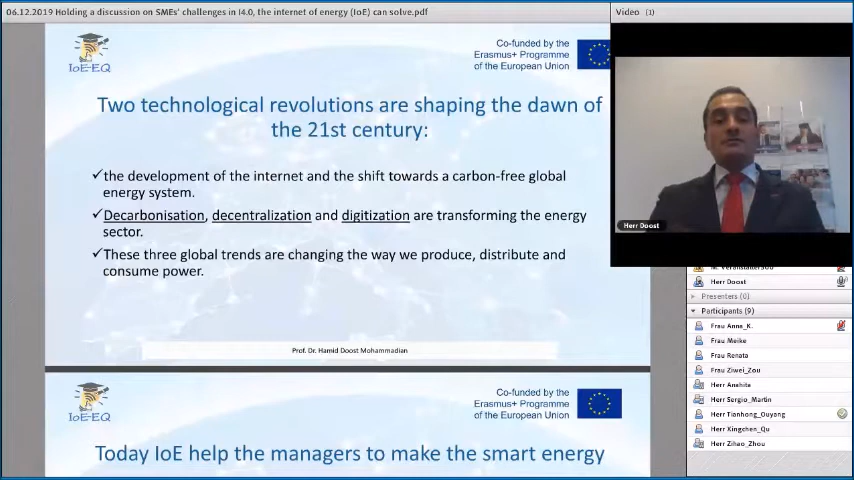 06.12.2019 Holding a discussion on SMEs' challenges in I4.0, the internet of energy (IoE) can solve.pdf
Video (1)
IoE-EQ
Co-funded by the
Erasmus+ Programme
of the European Union
Two technological revolutions are shaping the dawn of
the 21st century:
✓the development of the internet and the shift towards a carbon-free global
energy system.
✓Decarbonisation, decentralization and digitization are transforming the energy
sector.
✓These three global trends are changing the way we produce, distribute and
consume power.
Prof. Dr. Hamid Doost Mohammadian
IoE-EQ
Co-funded by the
Erasmus+ Programme
of the European Union
Today IoE help the managers to make the smart energy
Herr Doost
Herr Doost
Presenters (0)
Participants (9)
Frau Anna_K.
Frau Meike
Frau Renata
Frau Ziwei_Zou
Herr Anahita
Herr Sergio_Martin
Herr Tianhong_Ouyang
Herr Xingchen_Qu
Herr Zihao_Zhou